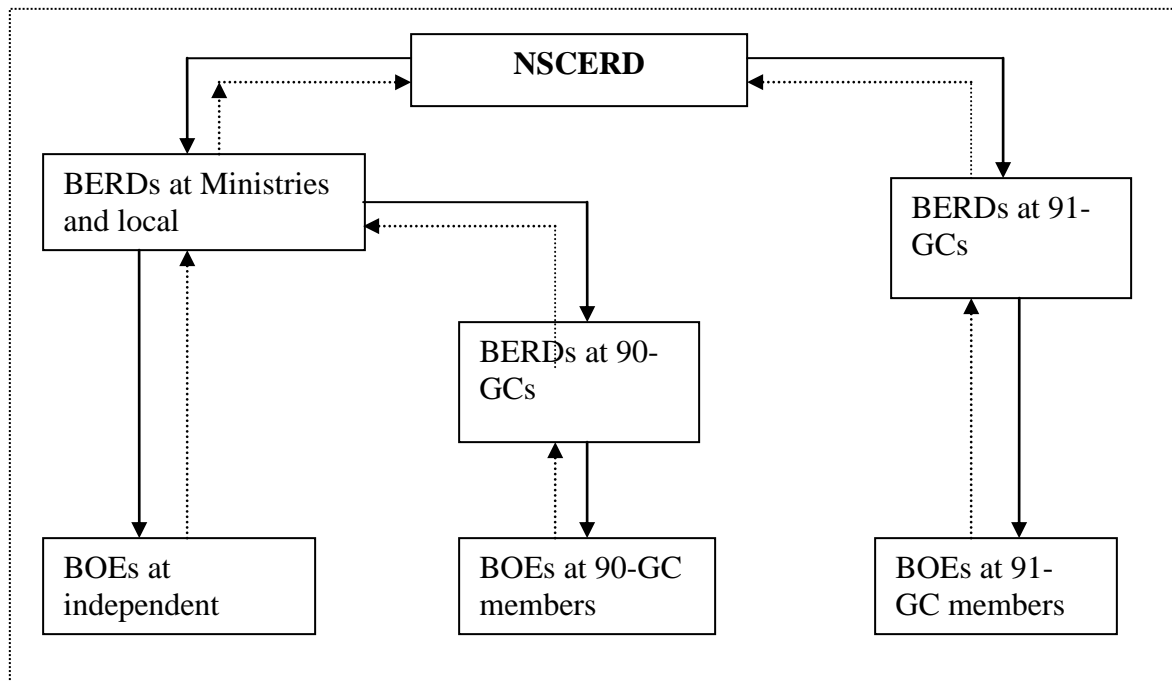 NSCERD
BERDs at Ministries
and local
BERDs at 91-
GCs
BERDs at 90-
GCs
BOEs at
independent
BOEs at 90-GC
members
BOEs at 91-
GC members